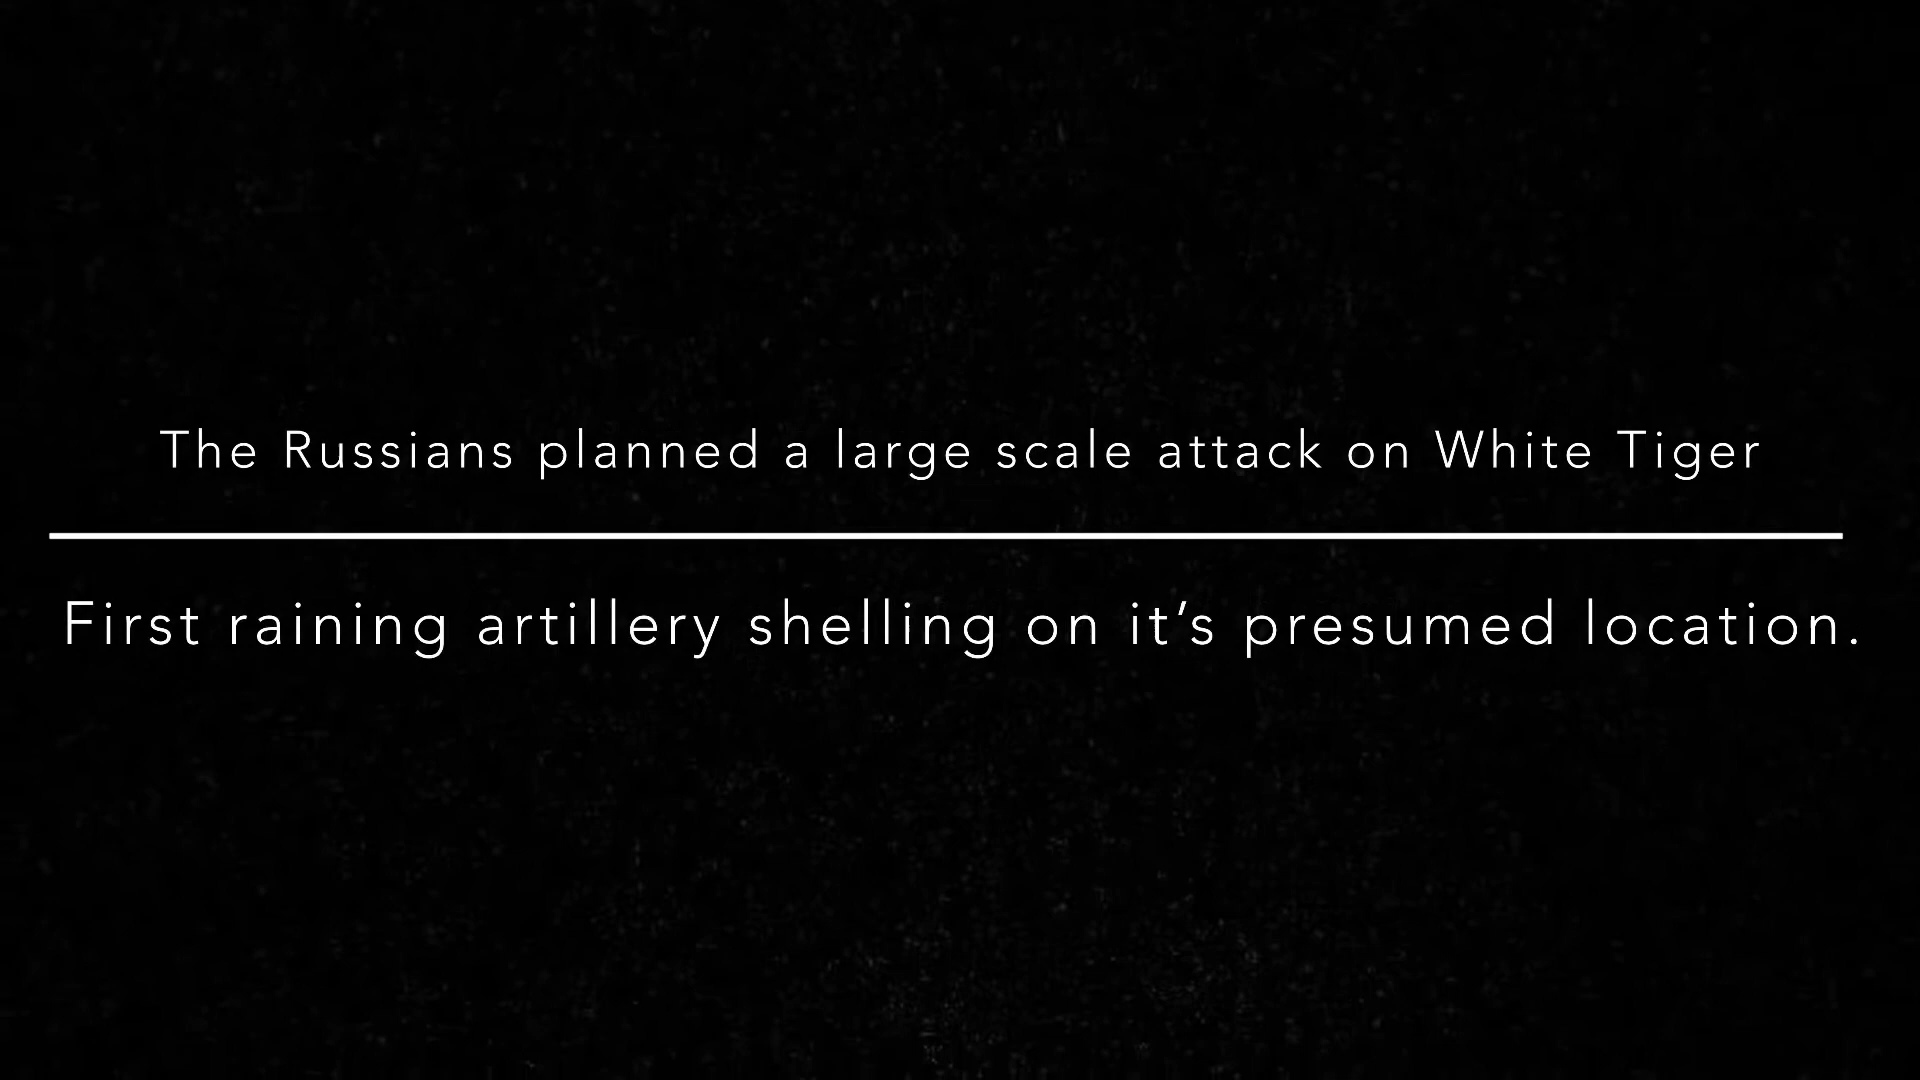 The Russians planned a large scale attack on White Tiger
First raining artillery shelling on it’s presumed location.